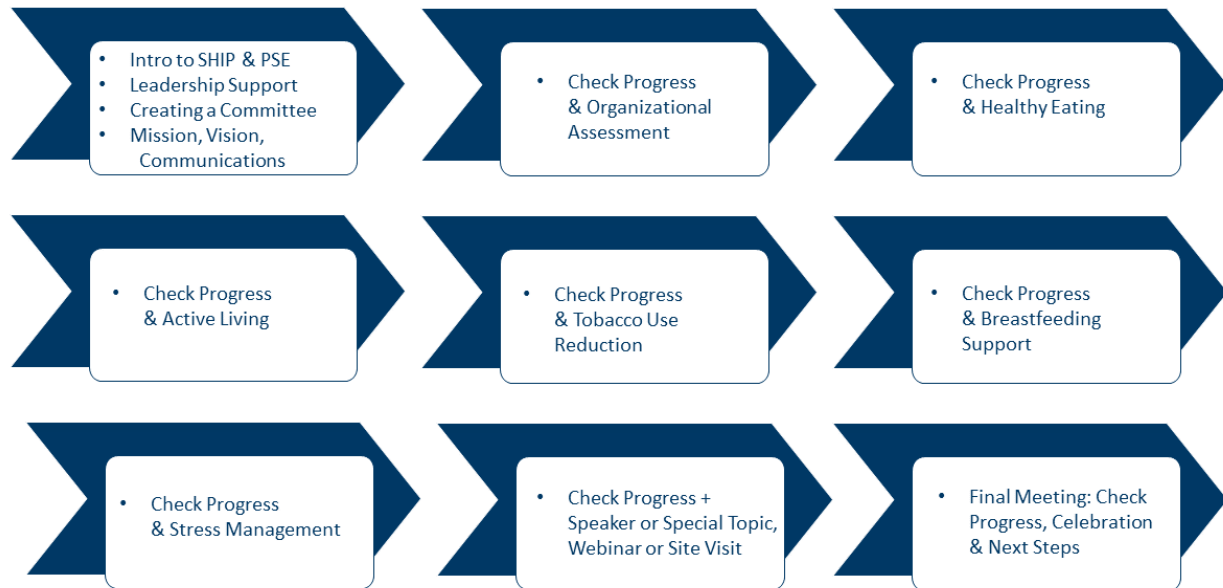 • Intro to SHIP & PSE
• Leadership Support
• Creating a Committee
• Mission, Vision,
Communications
• Check Progress
& Organizational
Assessment
• Check Progress
& Healthy Eating
• Check Progress
& Active Living
• Check Progress
& Tobacco Use
Reduction
• Check Progress
& Breastfeeding
Support
• Check Progress
& Stress Management
• Check Progress +
Speaker or Special Topic,
Webinar or Site Visit
• Final Meeting: Check
Progress, Celebration
& Next Steps